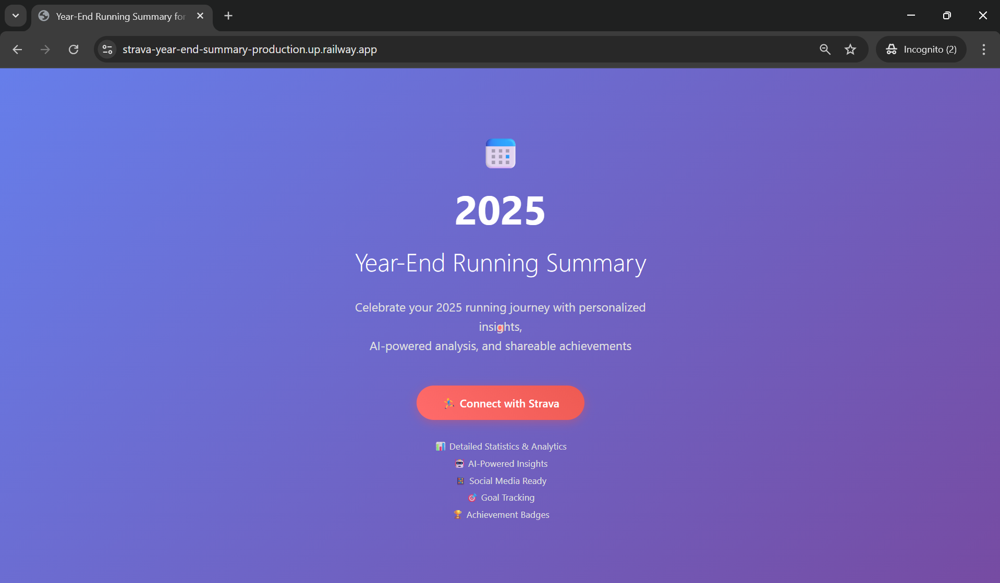 Year-End Running Summary for
strava-year-end-summary-production.up.railway.app
Incognito (2)
2025
Year-End Running Summary
Celebrate your 2025 running journey with personalized
insights,
AI-powered analysis, and shareable achievements
Connect with Strava
Detailed Statistics & Analytics
AI-Powered Insights
Social Media Ready
Goal Tracking
Achievement Badges